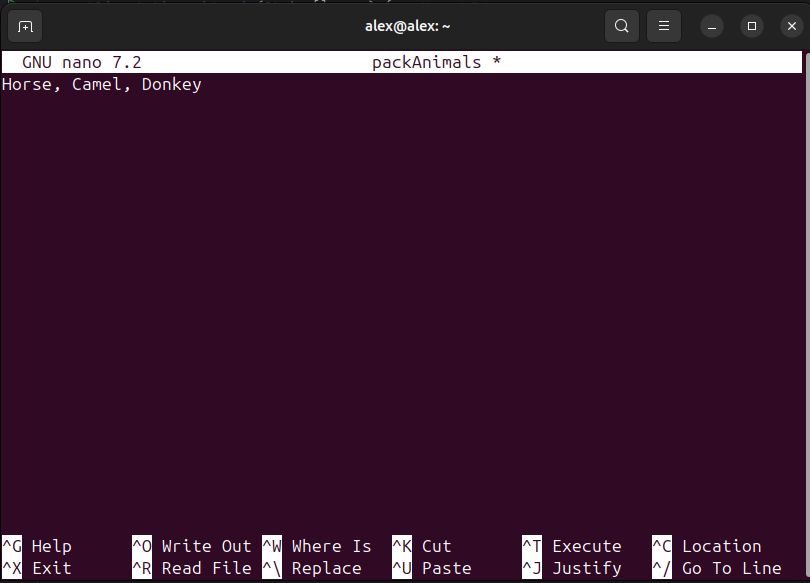 alex@alex: ~
GNU nano 7.2 packAnimals *
Horse, Camel, Donkey
^G Help ^O Write Out ^W Where Is ^K Cut ^T Execute ^C Location
^X Exit ^R Read File ^\ Replace ^U Paste ^J Justify ^/ Go To Line